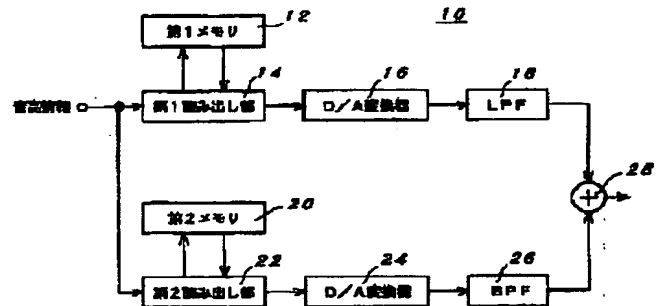 10
第1メモリ
12
音高情報
第1読み出し部
14
D/A変換器
16
LPF
18
28
第2メモリ
20
第2読み出し部
22
D/A変換器
24
BPF
26